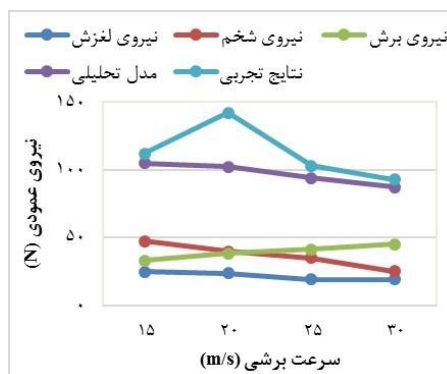 نیروی لغزش نیروی شخم نیروی برش
مدل تحلیلی نتایج تجربی
نیروی عمودی (N)
۱۵۰
۱۰۰
۵۰
۰
۱۵ ۲۰ ۲۵ ۳۰
سرعت برشی (m/s)